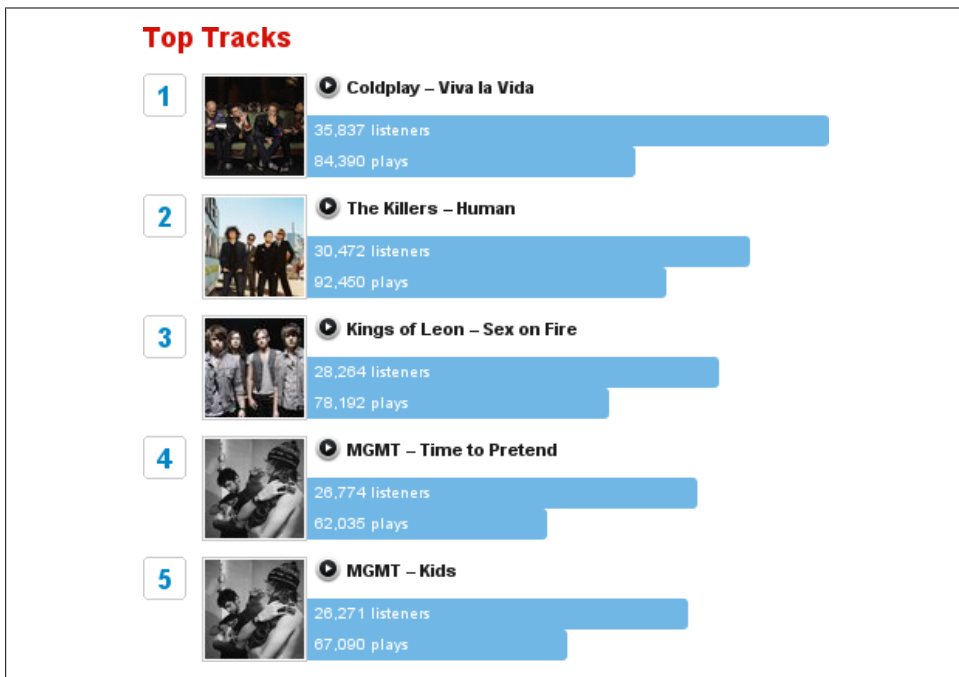 Top Tracks
1
Coldplay – Viva la Vida
35,837 listeners
84,390 plays
2
The Killers – Human
30,472 listeners
92,450 plays
3
Kings of Leon – Sex on Fire
28,264 listeners
78,192 plays
4
MGMT – Time to Pretend
26,774 listeners
62,035 plays
5
MGMT – Kids
26,271 listeners
67,090 plays